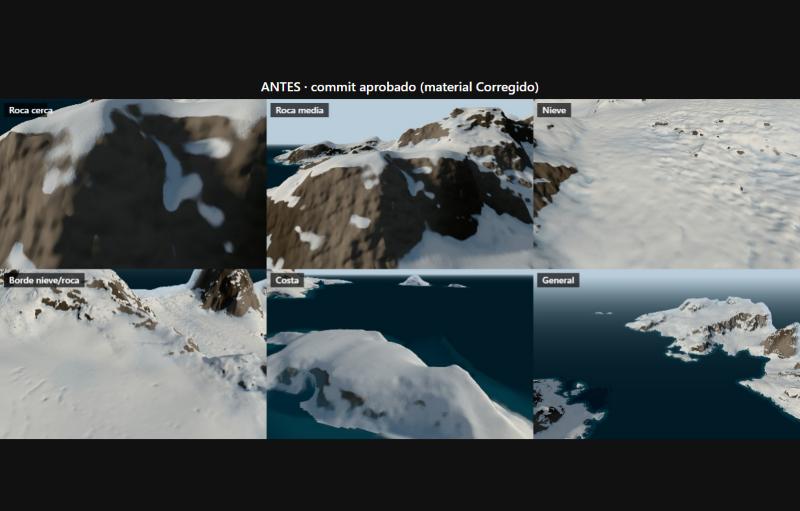 ANTES · commit aprobado (material Corregido)
Roca cerca
Roca media
Nieve
Borde nieve/roca
Costa
General